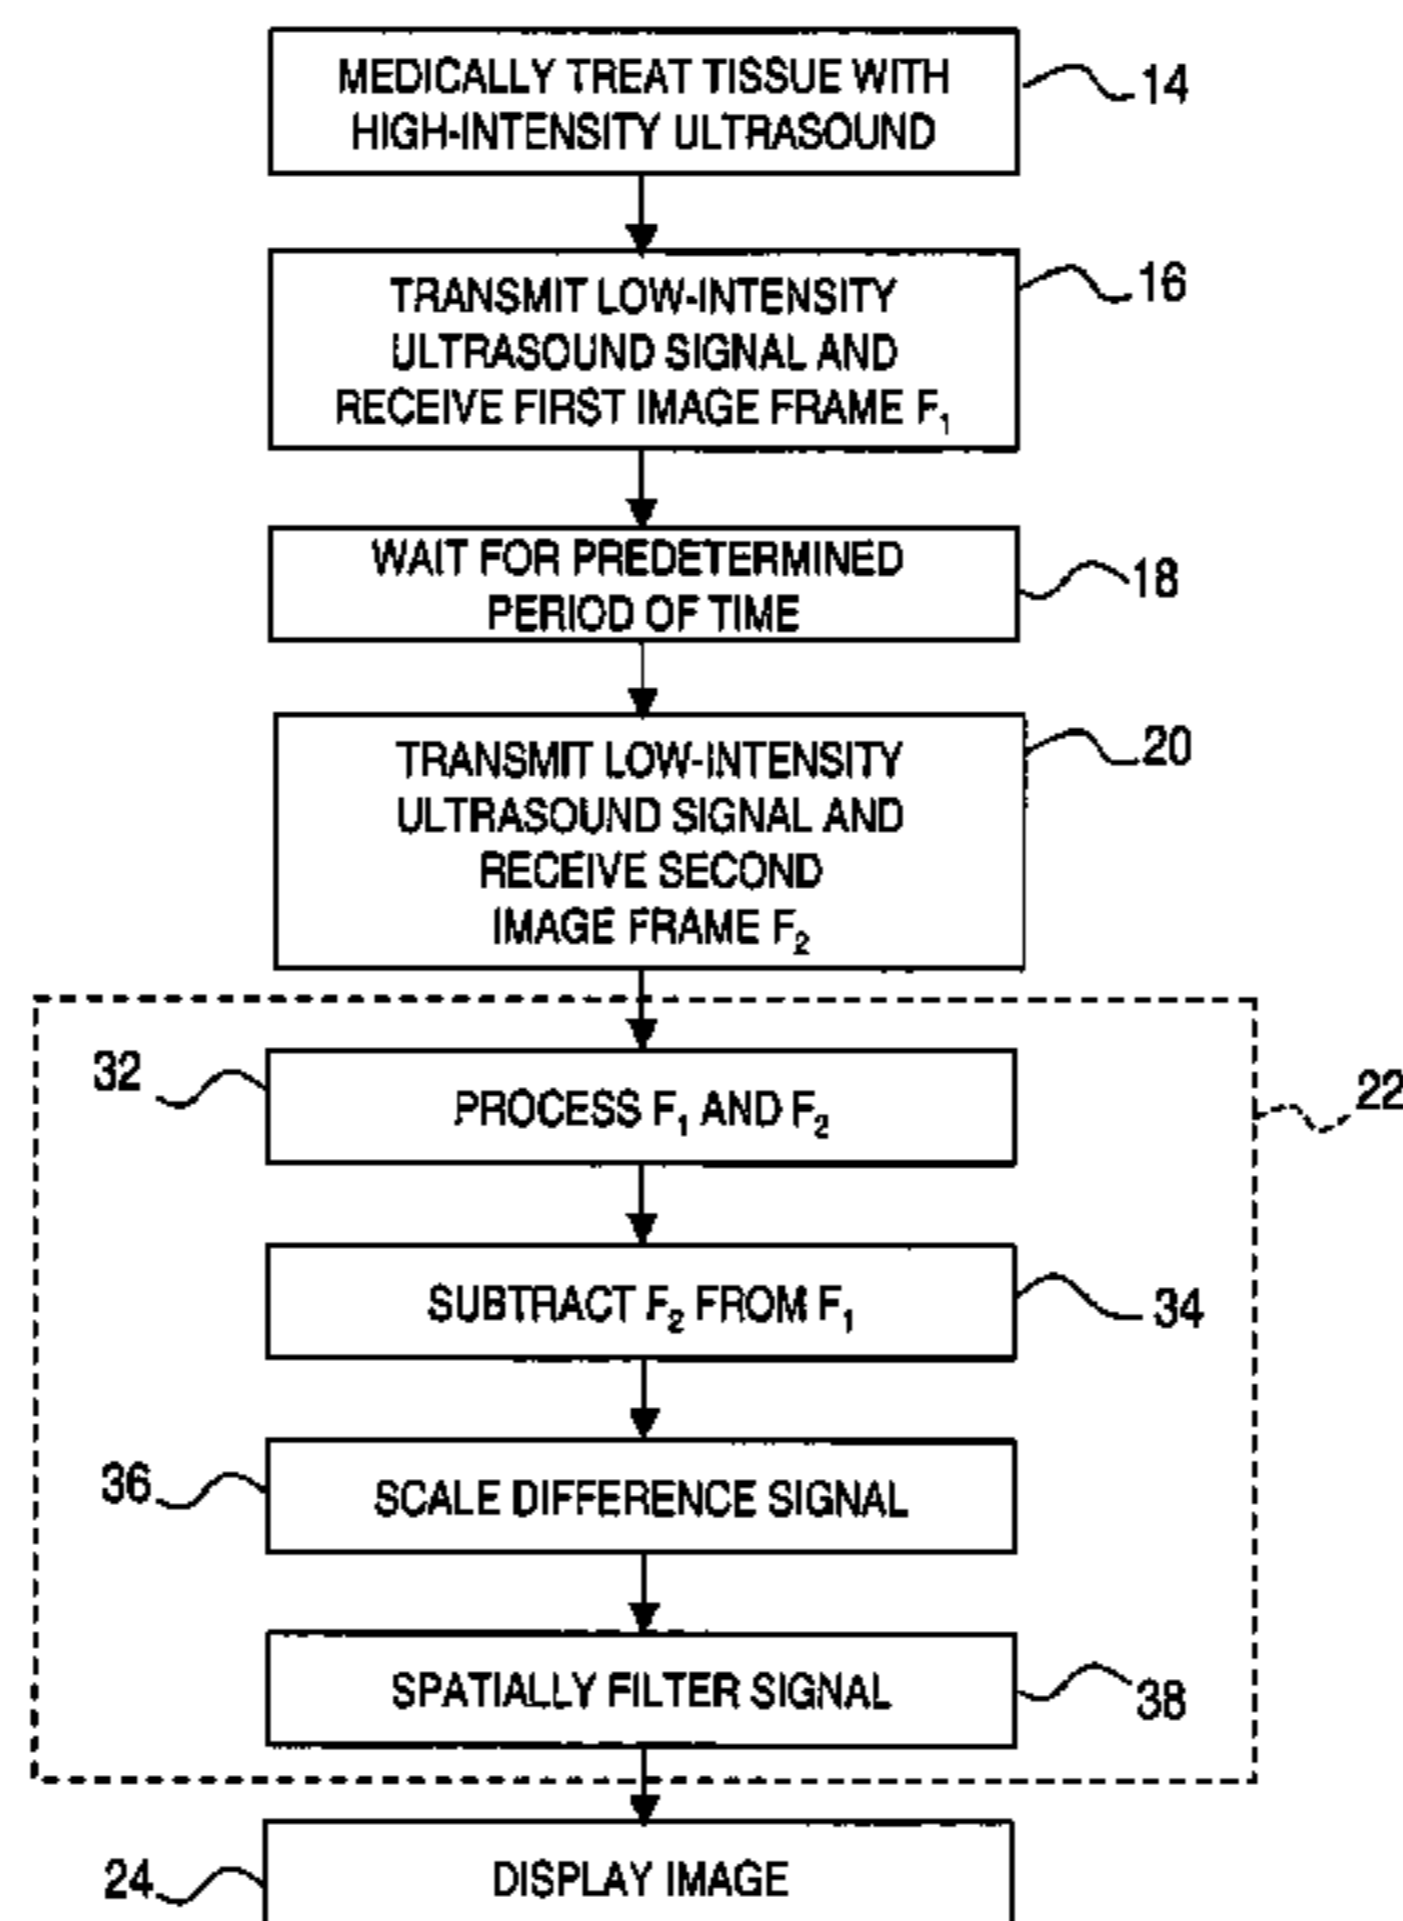 MEDICALLY TREAT TISSUE WITH
HIGH-INTENSITY ULTRASOUND
14
TRANSMIT LOW-INTENSITY
ULTRASOUND SIGNAL AND
RECEIVE FIRST IMAGE FRAME F₁
16
WAIT FOR PREDETERMINED
PERIOD OF TIME
18
TRANSMIT LOW-INTENSITY
ULTRASOUND SIGNAL AND
RECEIVE SECOND
IMAGE FRAME F₂
20
22
32
PROCESS F₁ AND F₂
SUBTRACT F₂ FROM F₁
34
36
SCALE DIFFERENCE SIGNAL
SPATIALLY FILTER SIGNAL
38
24
DISPLAY IMAGE